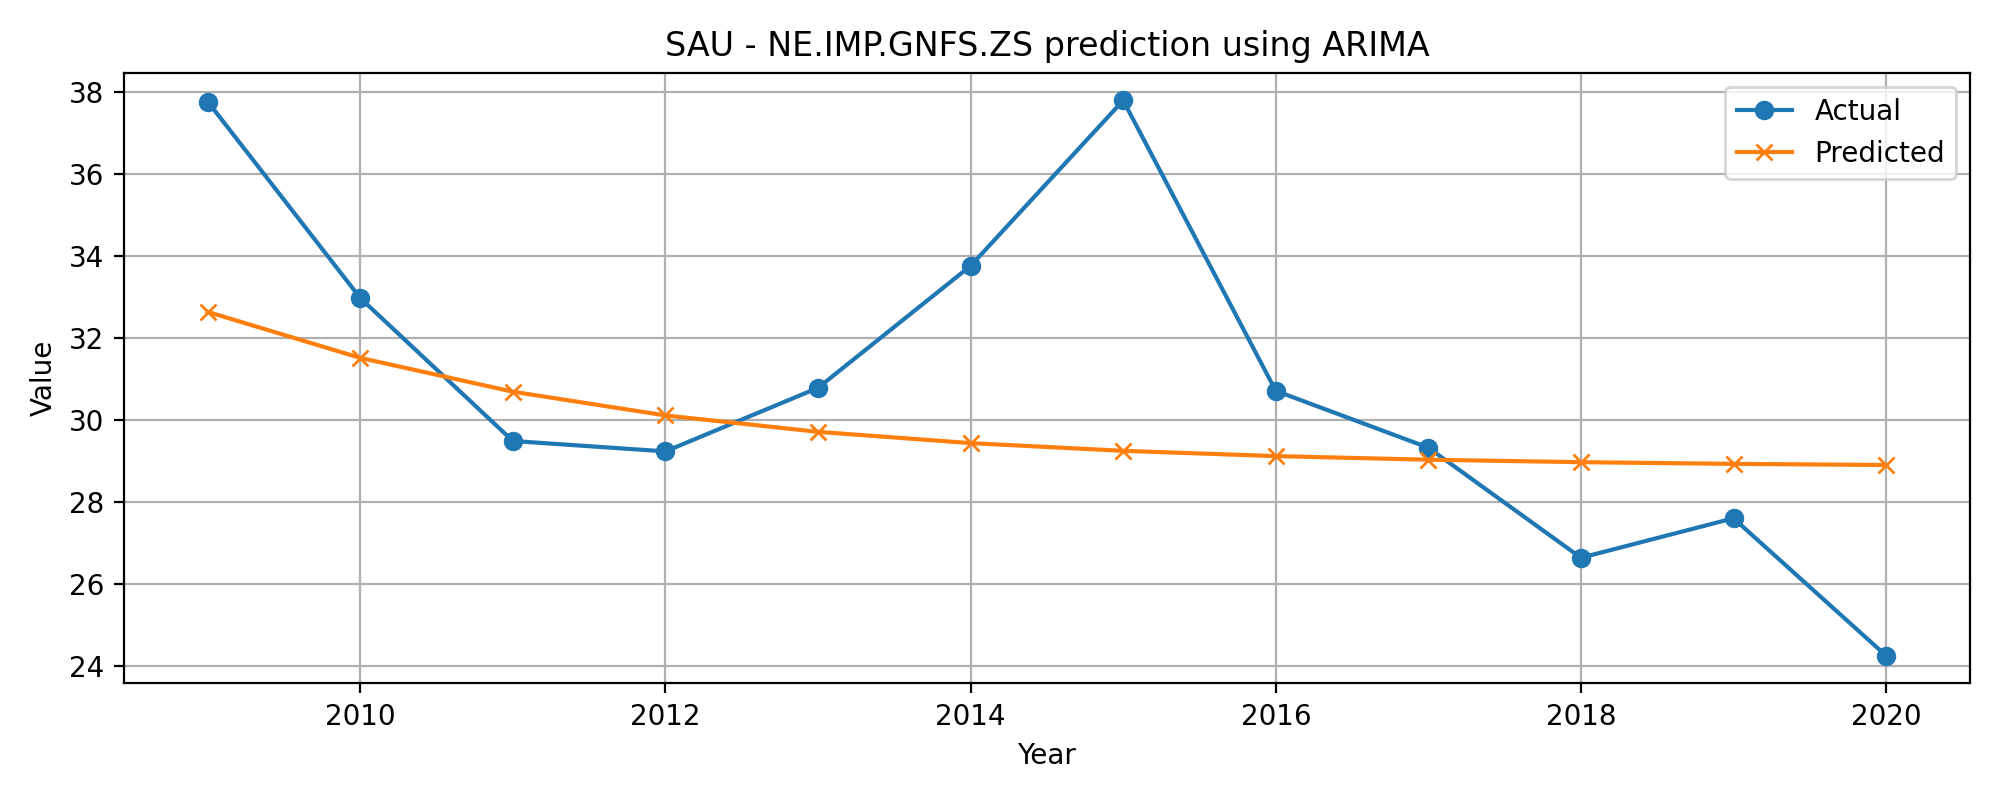 SAU - NE.IMP.GNFS.ZS prediction using ARIMA
Actual
Predicted
Value
38
36
34
32
30
28
26
24
2010 2012 2014 2016 2018 2020
Year